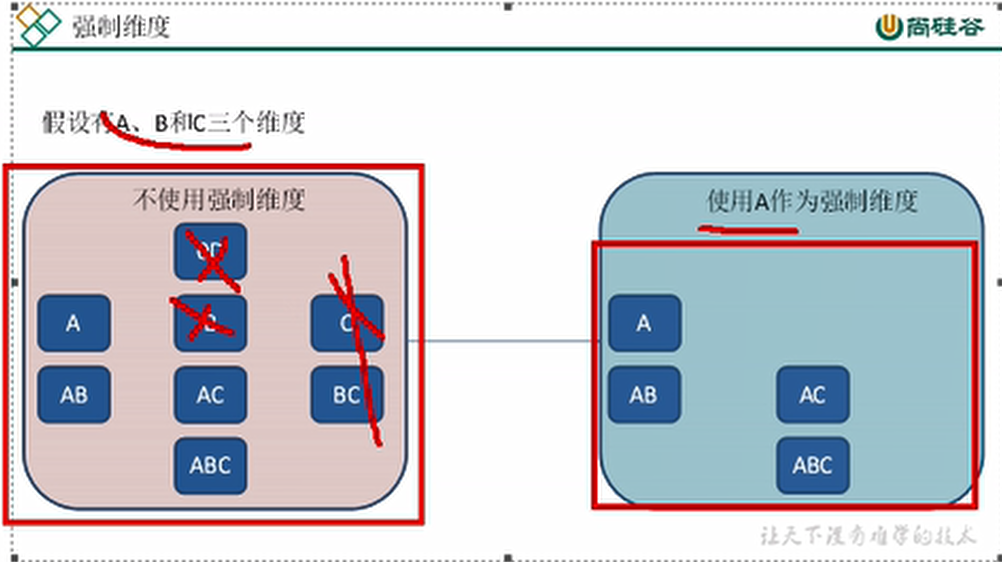 强制维度
尚硅谷
假设有A、B和C三个维度
不使用强制维度
使用A作为强制维度
0D
A
B
C
A
AB
AC
BC
AB
AC
ABC
ABC
让天下没有难学的技术